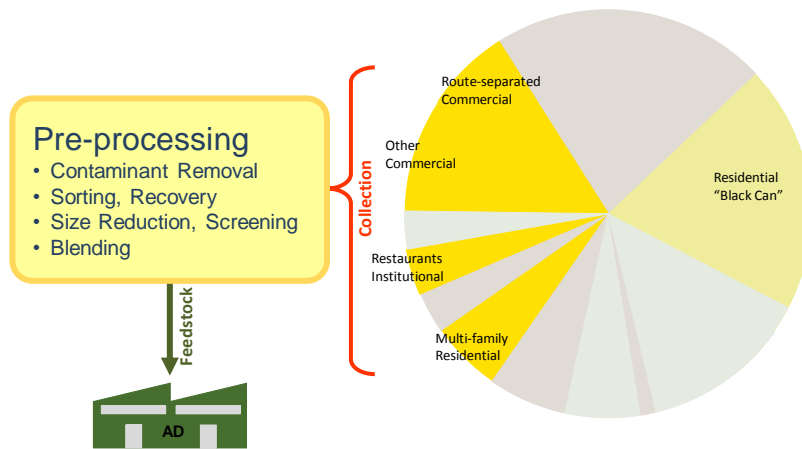 Pre-processing
• Contaminant Removal
• Sorting, Recovery
• Size Reduction, Screening
• Blending
Feedstock
AD
Collection
Route-separated
Commercial
Other
Commercial
Restaurants
Institutional
Multi-family
Residential
Residential
“Black Can”